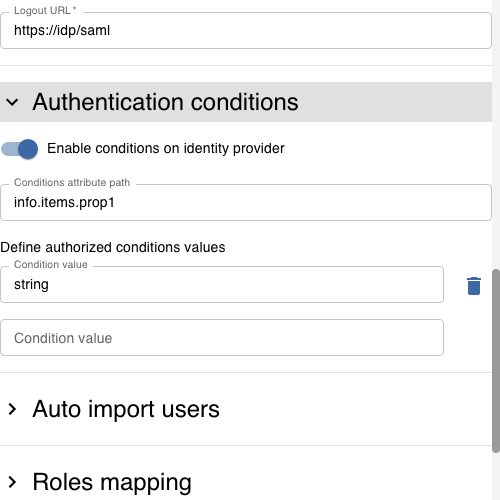 Logout URL *
https://idp/saml
Authentication conditions
Enable conditions on identity provider
Conditions attribute path
info.items.prop1
Define authorized conditions values
Condition value
string
Condition value
Auto import users
Roles mapping